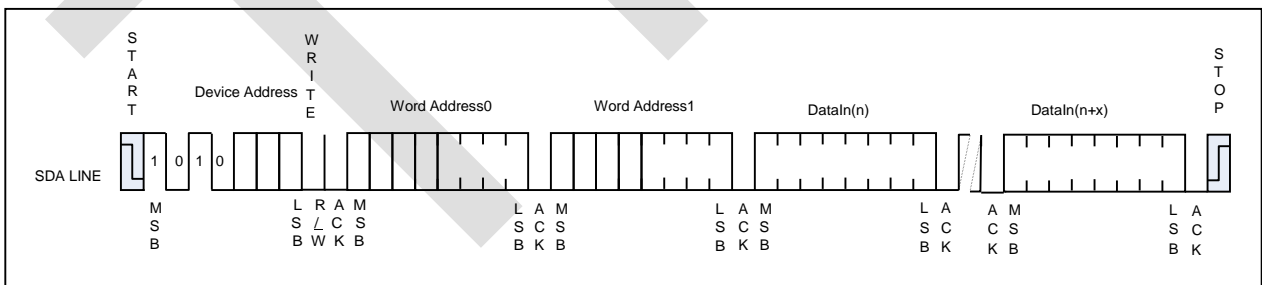 START
WRITE
STOP
Device Address
Word Address0
Word Address1
DataIn(n)
DataIn(n+x)
1 0 1 0
SDA LINE
MSB
LSB
R/W
ACK
MSB
LSB
ACK
MSB
LSB
ACK
MSB
LSB
ACK
ACK
MSB
LSB
ACK